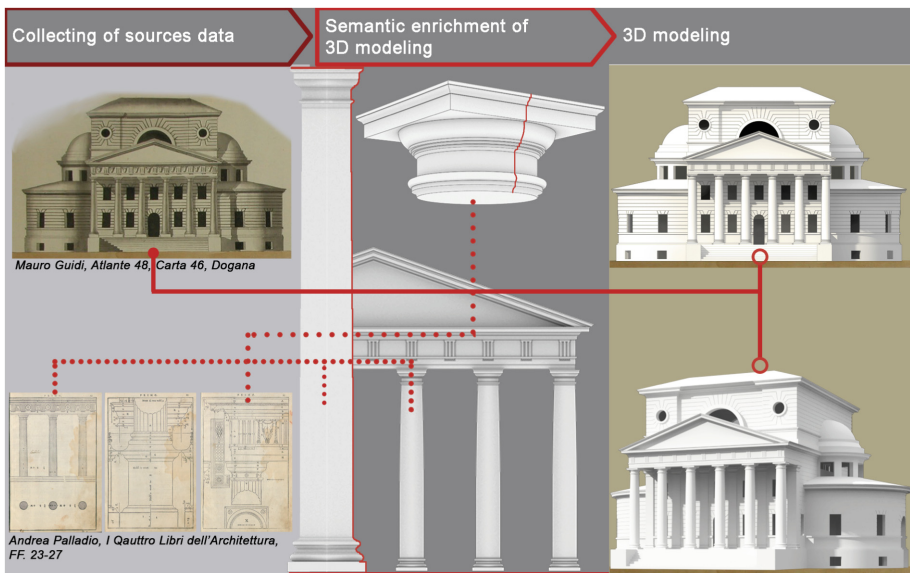 Collecting of sources data
Semantic enrichment of
3D modeling
3D modeling
Mauro Guidi, Atlante 48, Carta 46, Dogana
Andrea Palladio, I Qauttro Libri dell'Architettura,
FF. 23-27